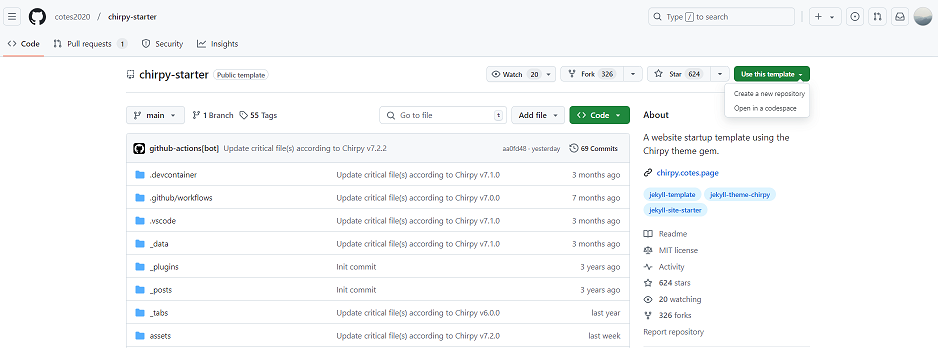 cotes2020 / chirpy-starter
Type / to search
Code Pull requests 1 Security Insights
chirpy-starter Public template
Watch 20 Fork 326 Star 624 Use this template
Create a new repository
Open in a codespace
main 1 Branch 55 Tags Go to file t Add file Code
github-actions[bot] Update critical file(s) according to Chirpy v7.2.2 aa0fd48 · yesterday 69 Commits
.devcontainer Update critical file(s) according to Chirpy v7.1.0 3 months ago
.github/workflows Update critical file(s) according to Chirpy v7.0.0 7 months ago
.vscode Update critical file(s) according to Chirpy v7.1.0 3 months ago
_data Update critical file(s) according to Chirpy v7.1.0 3 months ago
_plugins Init commit 3 years ago
_posts Init commit 3 years ago
_tabs Update critical file(s) according to Chirpy v6.0.0 last year
assets Update critical file(s) according to Chirpy v7.2.0 last week
About
A website startup template using the
Chirpy theme gem.
chirpy.cotes.page
jekyll-template jekyll-theme-chirpy
jekyll-site-starter
Readme
MIT license
Activity
624 stars
20 watching
326 forks
Report repository